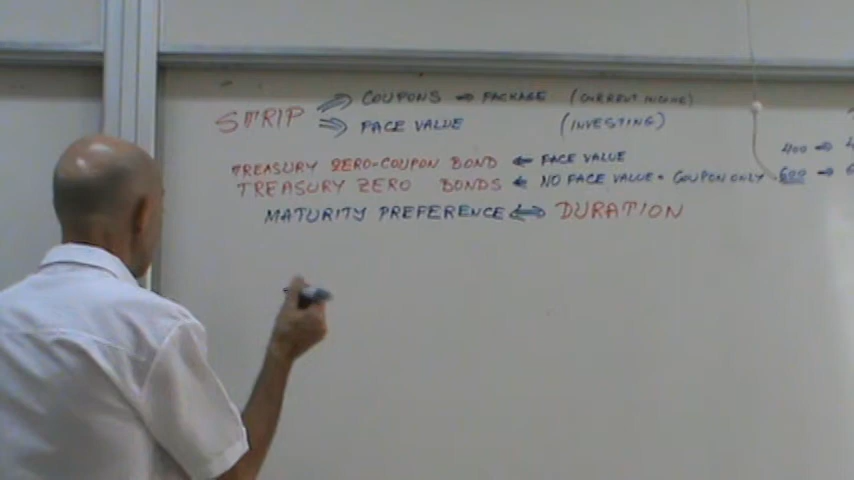 STRIP ⇒ COUPONS → PACKAGE (CURRENT INCOME)
⇒ FACE VALUE (INVESTING)
TREASURY ZERO-COUPON BOND ← FACE VALUE
TREASURY ZERO BONDS ← NO FACE VALUE • COUPON ONLY
MATURITY PREFERENCE ⇔ DURATION
400 →
600 →